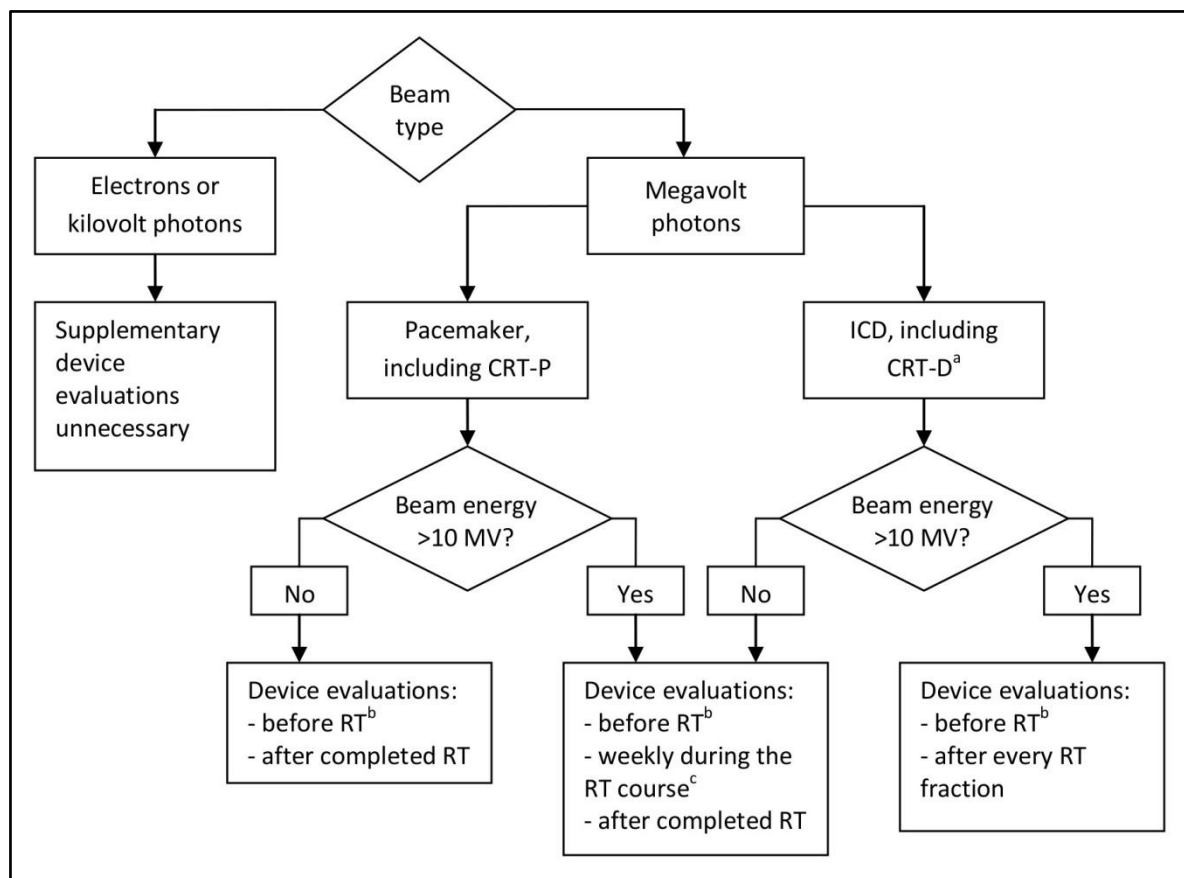 Beam
type
Electrons or
kilovolt photons
Megavolt
photons
Supplementary
device
evaluations
unnecessary
Pacemaker,
including CRT-P
ICD, including
CRT-Dᵃ
Beam energy
>10 MV?
Beam energy
>10 MV?
No
Yes
No
Yes
Device evaluations:
- before RTᵇ
- after completed RT
Device evaluations:
- before RTᵇ
- weekly during the
RT courseᶜ
- after completed RT
Device evaluations:
- before RTᵇ
- after every RT
fraction